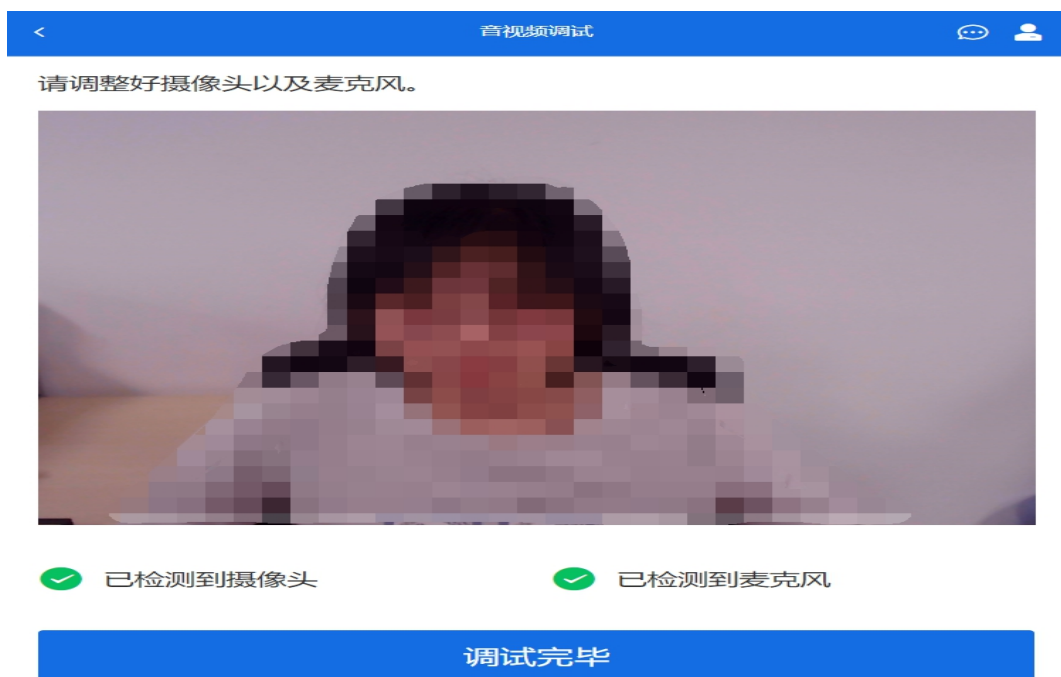 音视频调试
请调整好摄像头以及麦克风。
已检测到摄像头
已检测到麦克风
调试完毕